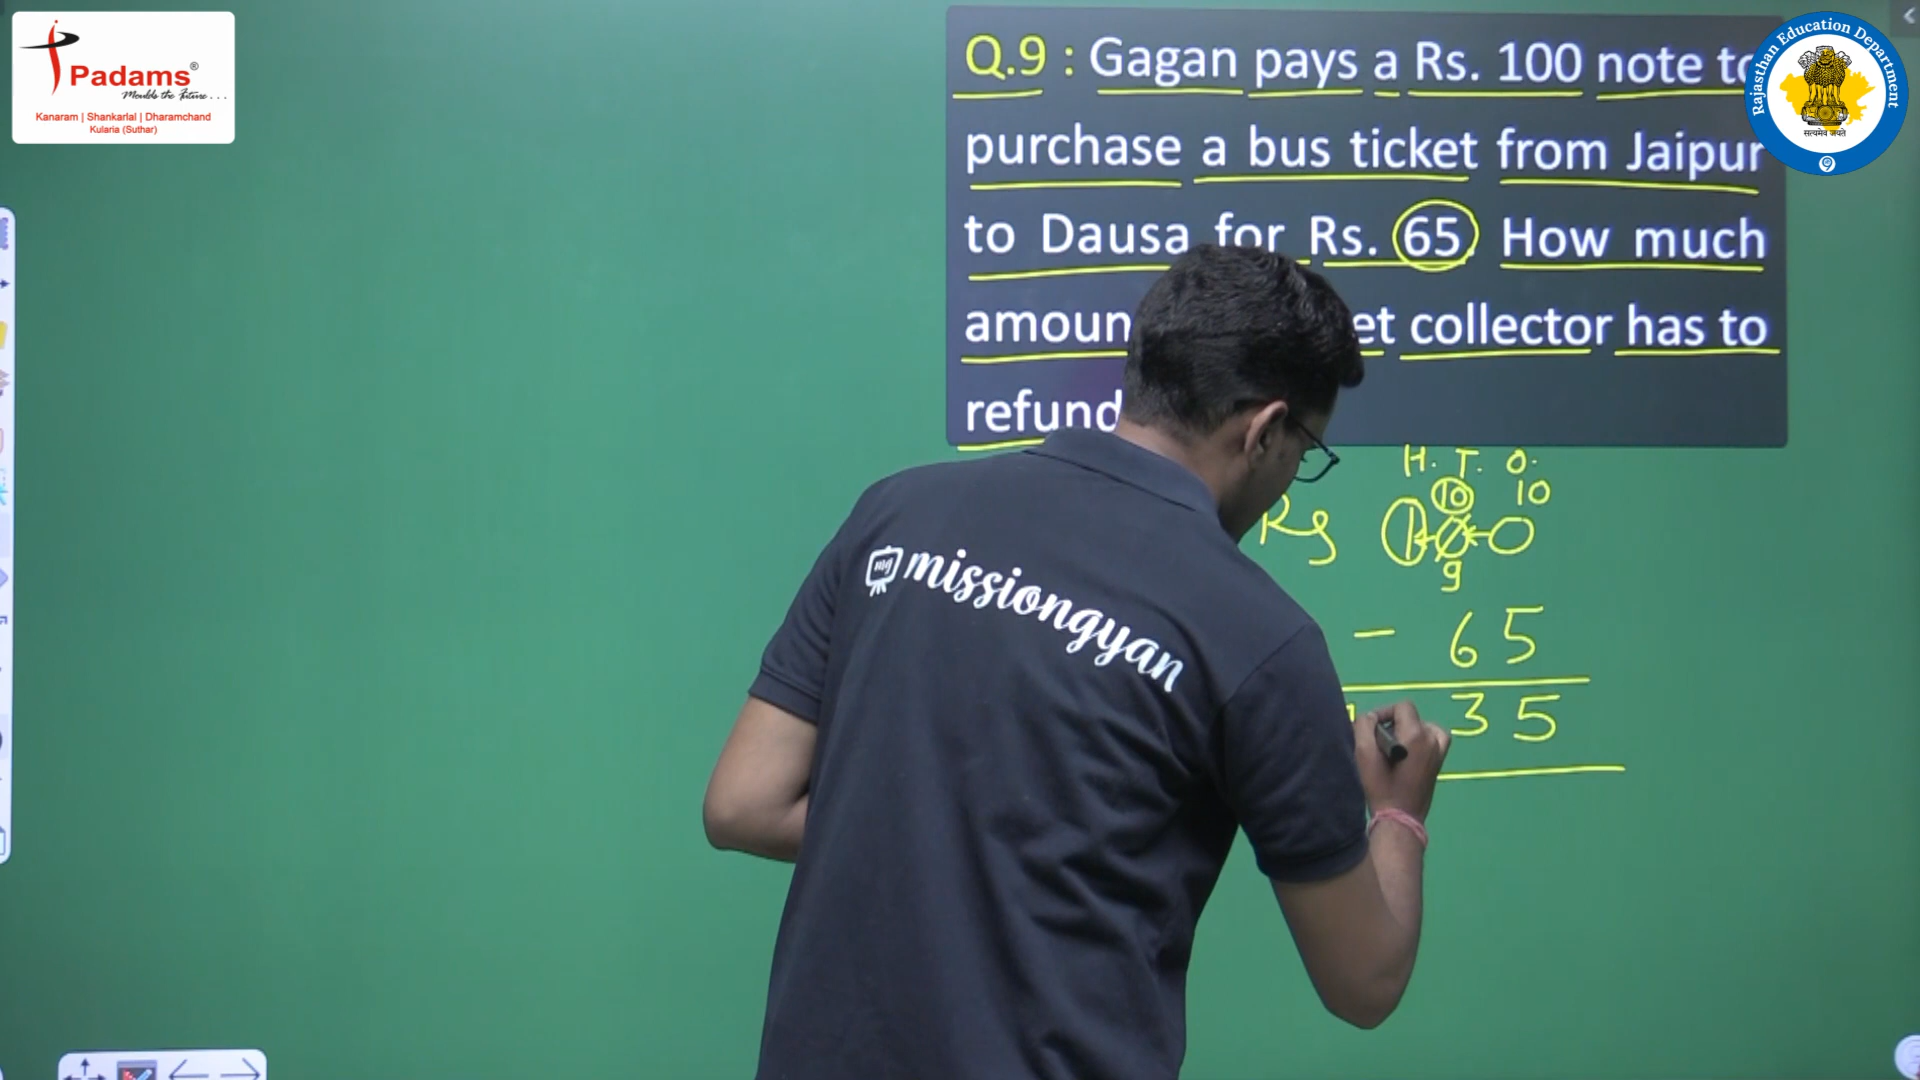 Padams®
Moulds the Future...
Kanaram | Shankarlal | Dharamchand
Kularia (Suthar)
Q.9 : Gagan pays a Rs. 100 note to
purchase a bus ticket from Jaipur
to Dausa for Rs. 65. How much
amoun et collector has to
refund
Rajasthan Education Department
सत्यमेव जयते
H. T. O.
10 10
Rs 100
9
- 65
35
mg missiongyan